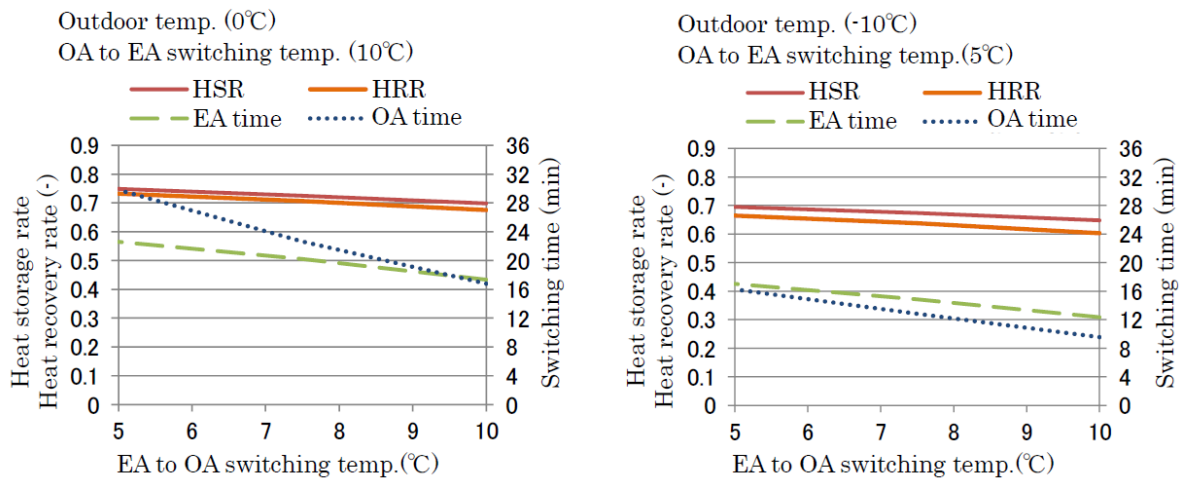 Outdoor temp. (0℃)
OA to EA switching temp. (10℃)
HSR
HRR
EA time
OA time
0.9
0.8
0.7
0.6
0.5
0.4
0.3
0.2
0.1
0
36
32
28
24
20
16
12
8
4
0
5 6 7 8 9 10
Heat storage rate
Heat recovery rate (-)
Switching time (min)
EA to OA switching temp.(℃)
Outdoor temp. (-10℃)
OA to EA switching temp.(5℃)
HSR
HRR
EA time
OA time
0.9
0.8
0.7
0.6
0.5
0.4
0.3
0.2
0.1
0
36
32
28
24
20
16
12
8
4
0
5 6 7 8 9 10
Heat storage rate
Heat recovery rate (-)
Switching time (min)
EA to OA switching temp.(℃)